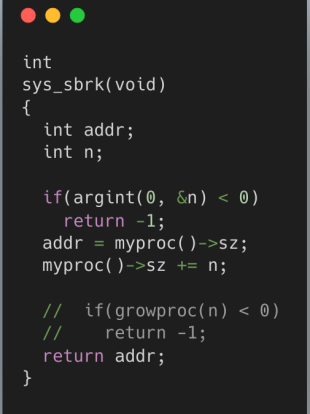 int
sys_sbrk(void)
{
  int addr;
  int n;

  if(argint(0, &n) < 0)
    return -1;
  addr = myproc()->sz;
  myproc()->sz += n;

  //  if(growproc(n) < 0)
  //    return -1;
  return addr;
}